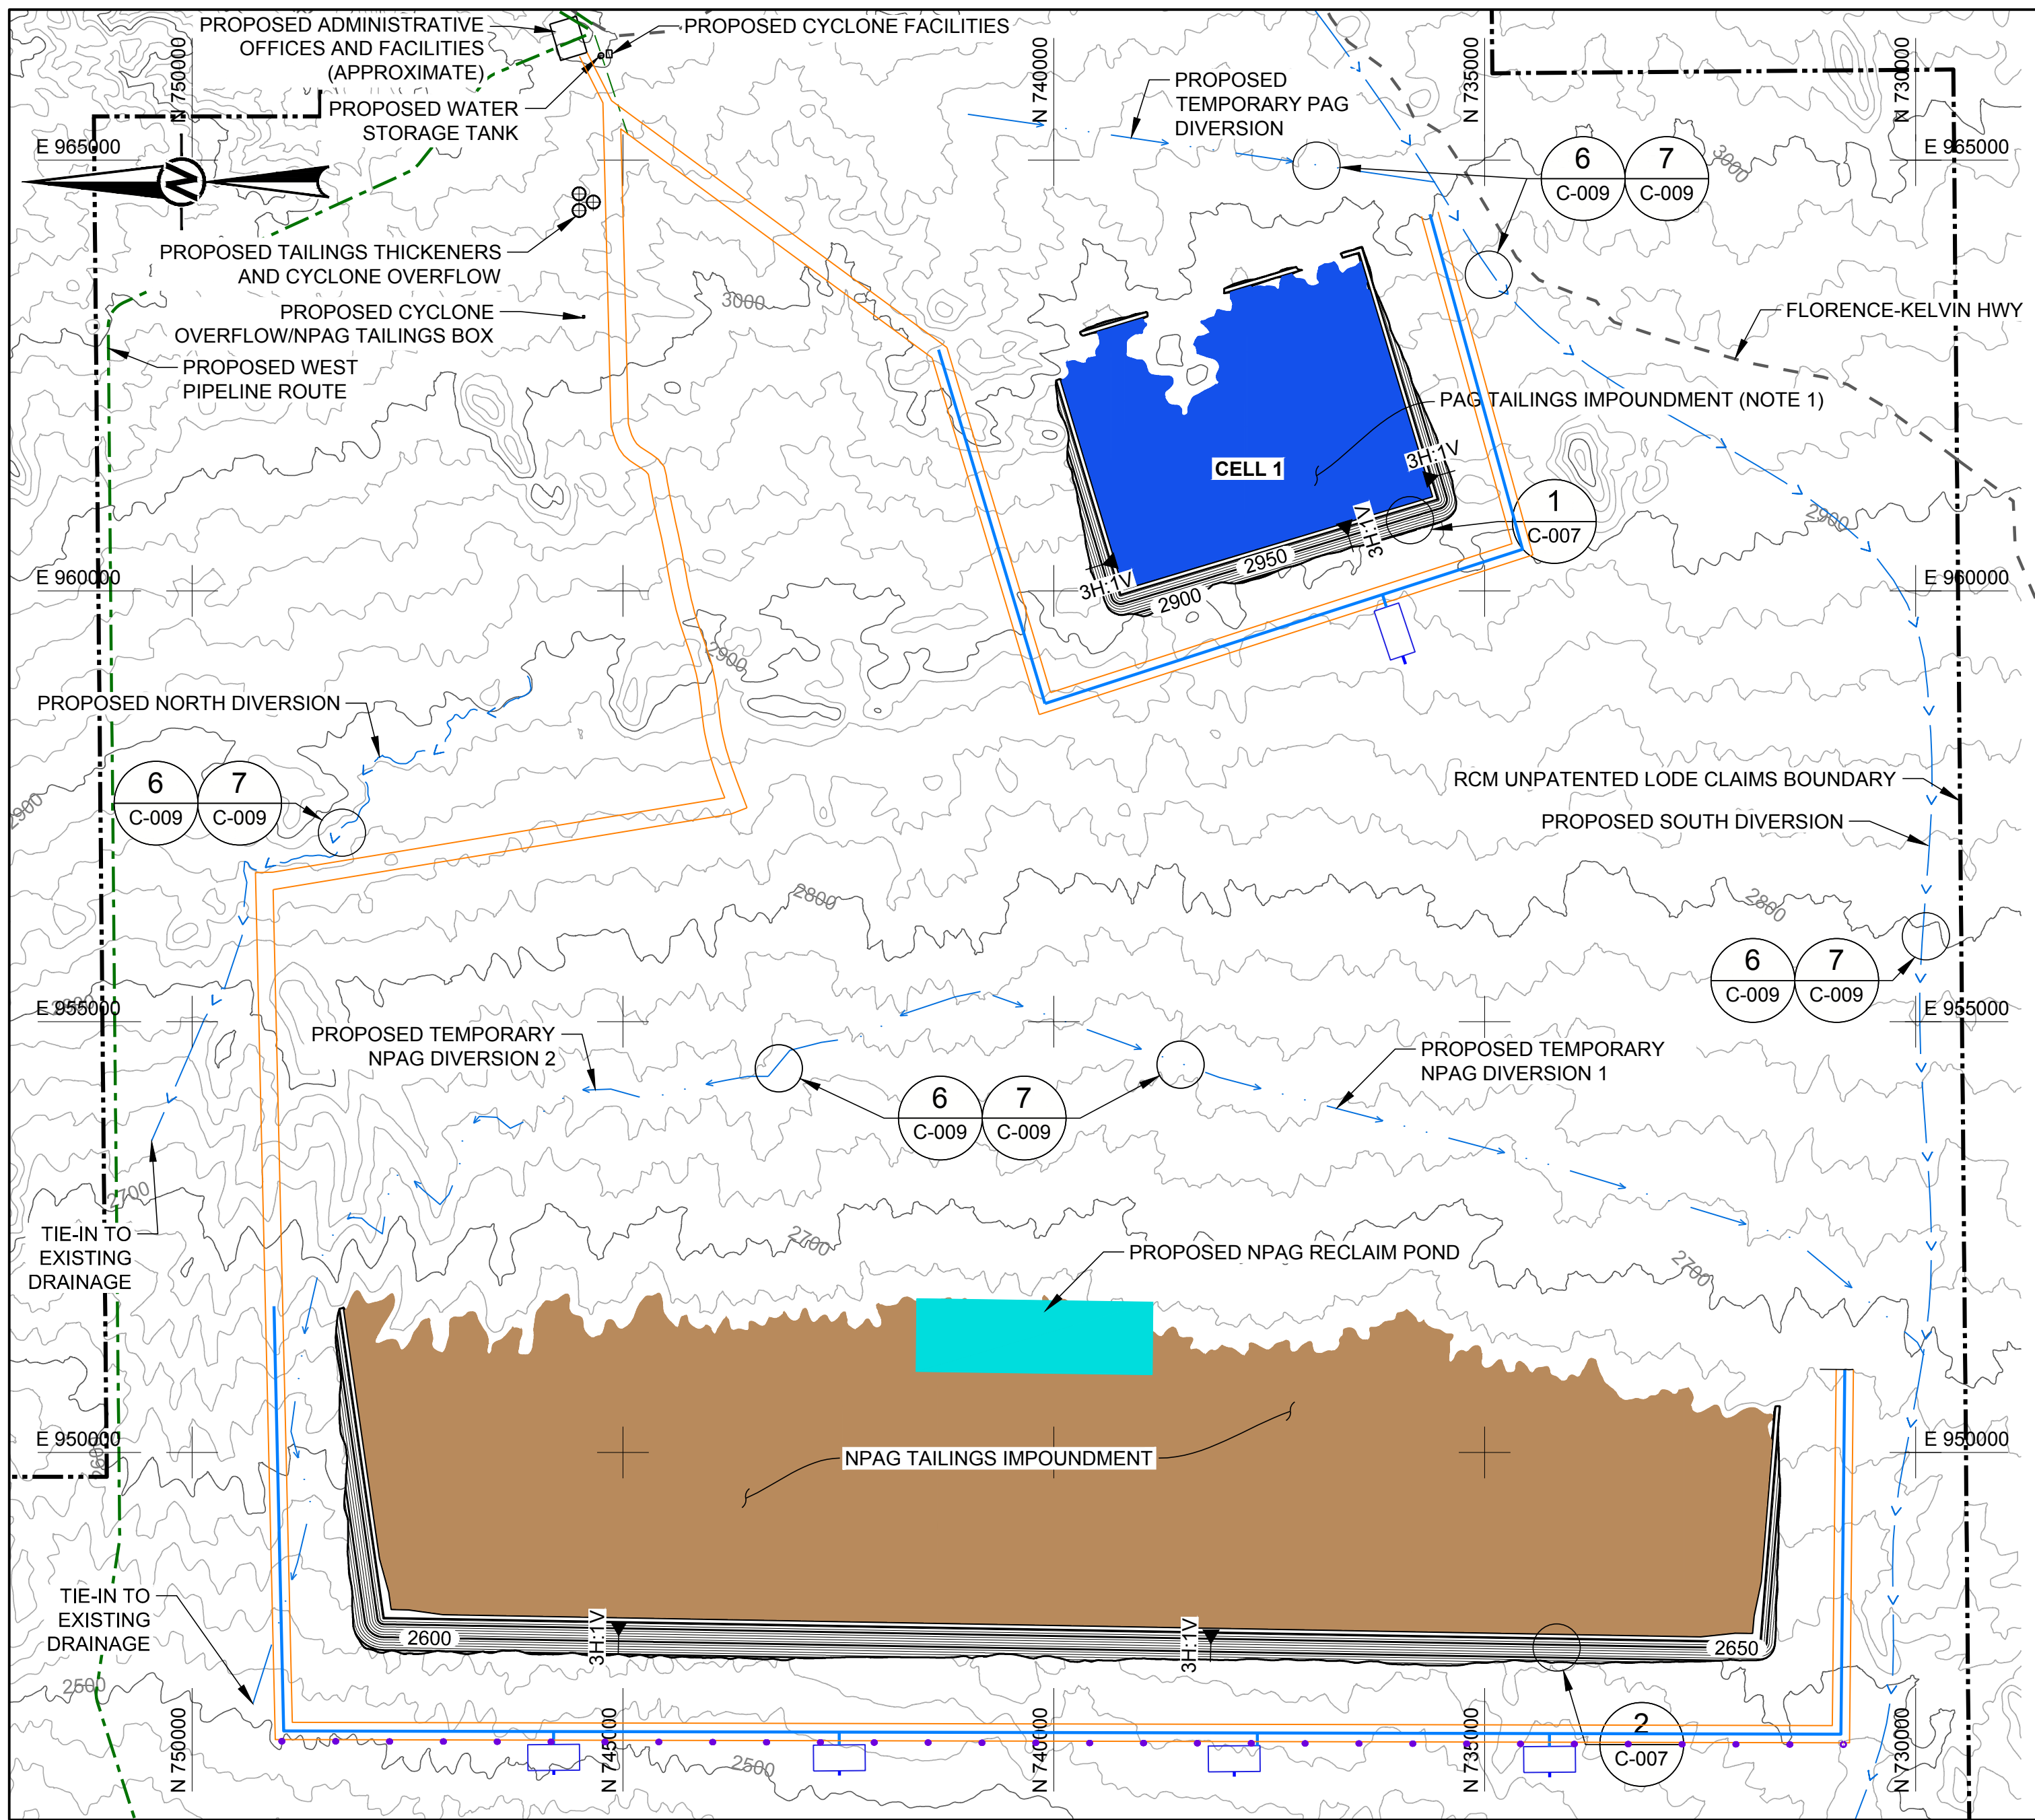 PROPOSED ADMINISTRATIVE
OFFICES AND FACILITIES
(APPROXIMATE)
PROPOSED CYCLONE FACILITIES
PROPOSED WATER
STORAGE TANK
N 750000
N 740000
N 735000
N 730000
PROPOSED
TEMPORARY PAG
DIVERSION
E 965000
E 965000
N
6
C-009
7
C-009
3000
PROPOSED TAILINGS THICKENERS
AND CYCLONE OVERFLOW
3000
PROPOSED CYCLONE
OVERFLOW/NPAG TAILINGS BOX
FLORENCE-KELVIN HWY
PROPOSED WEST
PIPELINE ROUTE
PAG TAILINGS IMPOUNDMENT (NOTE 1)
CELL 1
3H:1V
3H:1V
3H:1V
1
C-007
2900
2950
2900
E 960000
E 960000
2900
PROPOSED NORTH DIVERSION
6
C-009
7
C-009
2900
RCM UNPATENTED LODE CLAIMS BOUNDARY
PROPOSED SOUTH DIVERSION
2800
2800
6
C-009
7
C-009
E 955000
E 955000
PROPOSED TEMPORARY
NPAG DIVERSION 2
6
C-009
7
C-009
PROPOSED TEMPORARY
NPAG DIVERSION 1
2700
TIE-IN TO
EXISTING
DRAINAGE
2700
PROPOSED NPAG RECLAIM POND
2700
E 950000
E 950000
2600
NPAG TAILINGS IMPOUNDMENT
TIE-IN TO
EXISTING
DRAINAGE
2600
3H:1V
3H:1V
2650
2500
2500
2
C-007
N 750000
N 745000
N 740000
N 735000
N 730000